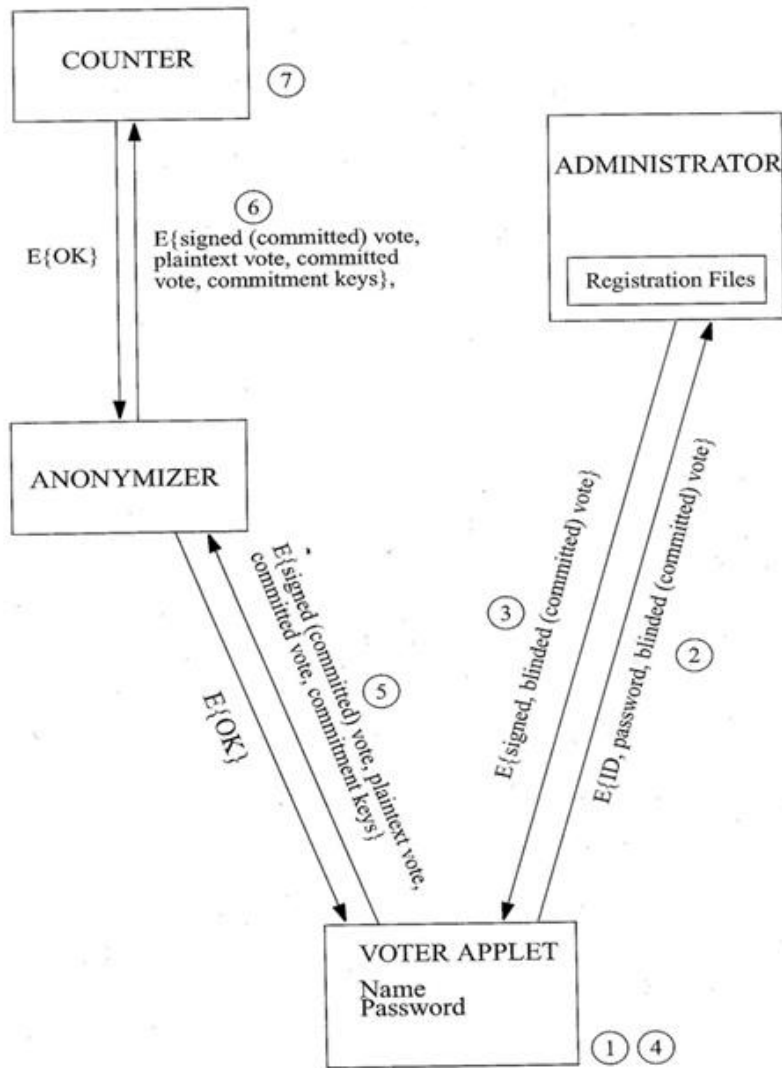 COUNTER
7
ADMINISTRATOR
Registration Files
6
E{OK}
E{signed (committed) vote,
plaintext vote, committed
vote, commitment keys},
ANONYMIZER
E{signed (committed) vote, plaintext vote,
committed vote, commitment keys}
5
E{OK}
3
E{signed, blinded (committed) vote}
2
E{ID, password, blinded (committed) vote}
VOTER APPLET
Name
Password
1 4